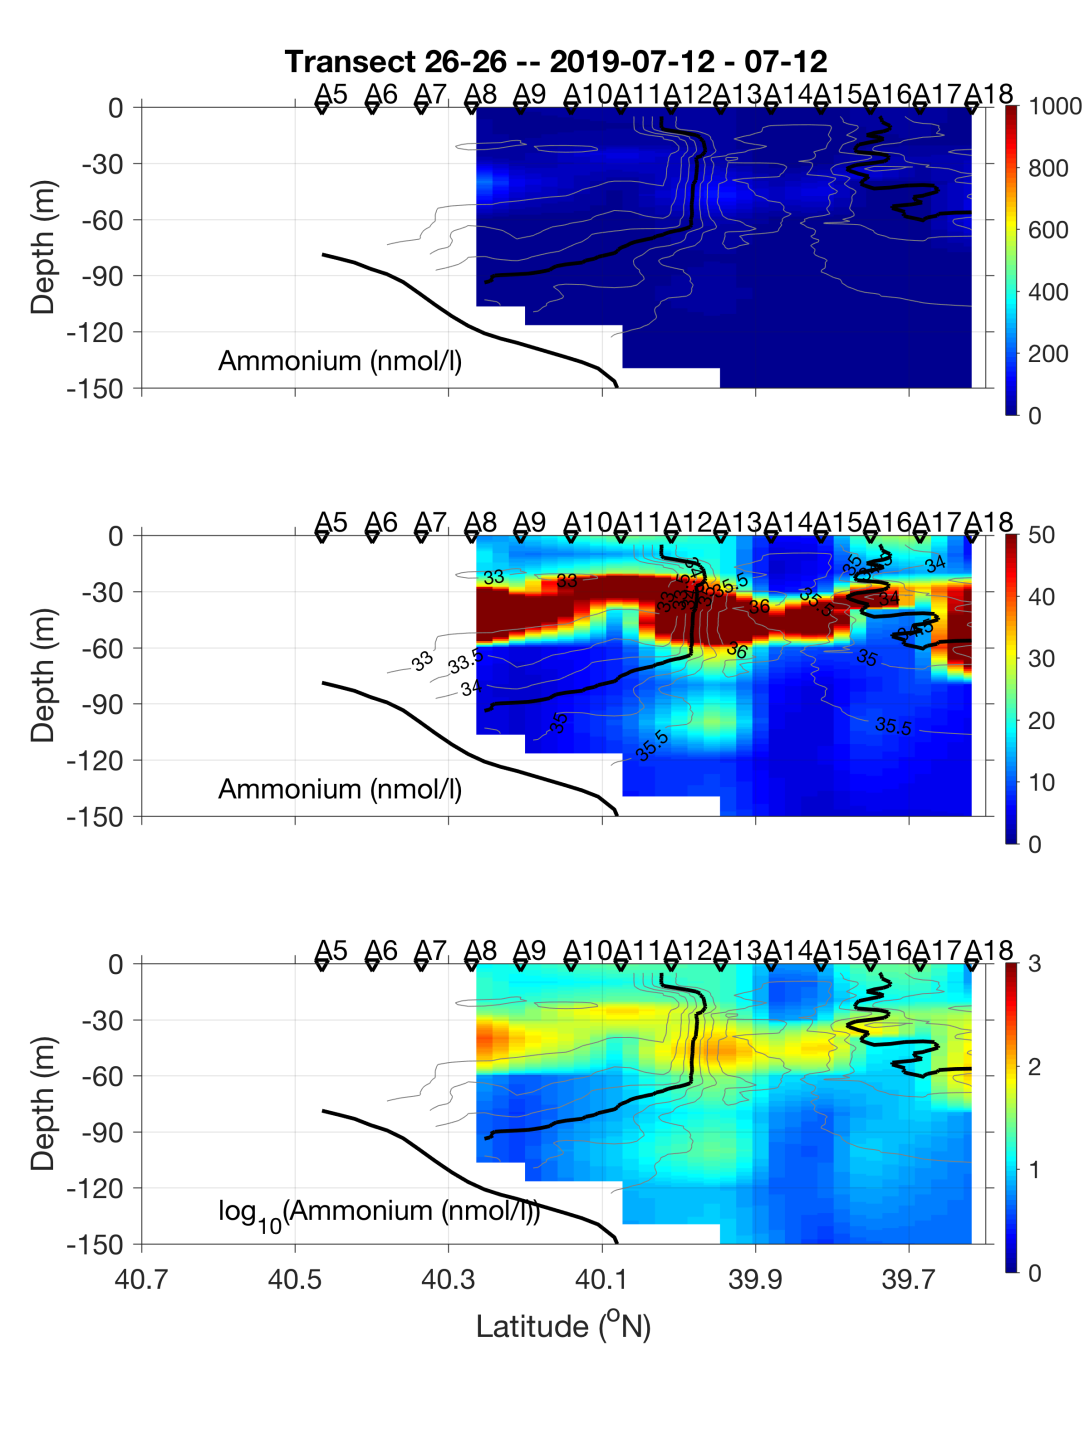 Transect 26-26 -- 2019-07-12 - 07-12
A5 A6 A7 A8 A9 A10 A11 A12 A13 A14 A15 A16 A17 A18
0
-30
-60
-90
-120
-150
Depth (m)
Ammonium (nmol/l)
1000
800
600
400
200
0
A5 A6 A7 A8 A9 A10 A11 A12 A13 A14 A15 A16 A17 A18
0
-30
-60
-90
-120
-150
Depth (m)
33 33 35.5 36 35.5 35 34 34
33 33.5 34 35 35.5 36 35 35.5
Ammonium (nmol/l)
50
40
30
20
10
0
A5 A6 A7 A8 A9 A10 A11 A12 A13 A14 A15 A16 A17 A18
0
-30
-60
-90
-120
-150
Depth (m)
log10(Ammonium (nmol/l))
3
2
1
0
40.7 40.5 40.3 40.1 39.9 39.7
Latitude (oN)